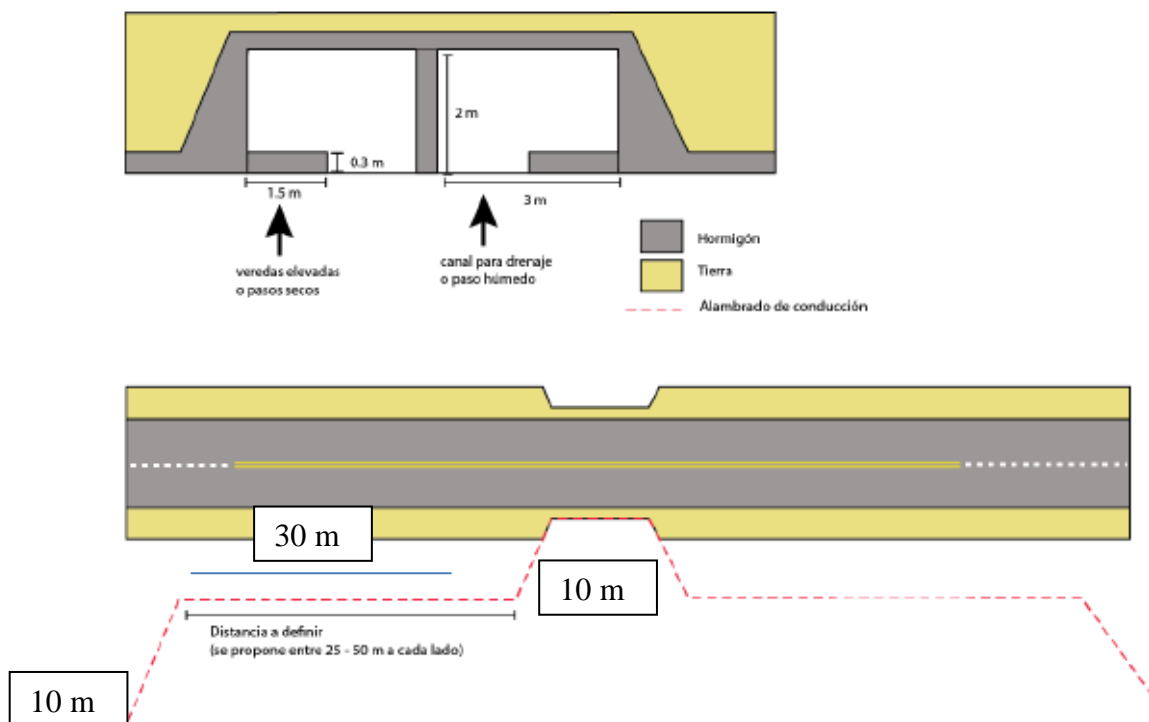 2 m
0.3 m
1.5 m
3 m
veredas elevadas
o pasos secos
canal para drenaje
o paso húmedo
Hormigón
Tierra
Alambrado de conducción
30 m
10 m
Distancia a definir
(se propone entre 25 - 50 m a cada lado)
10 m